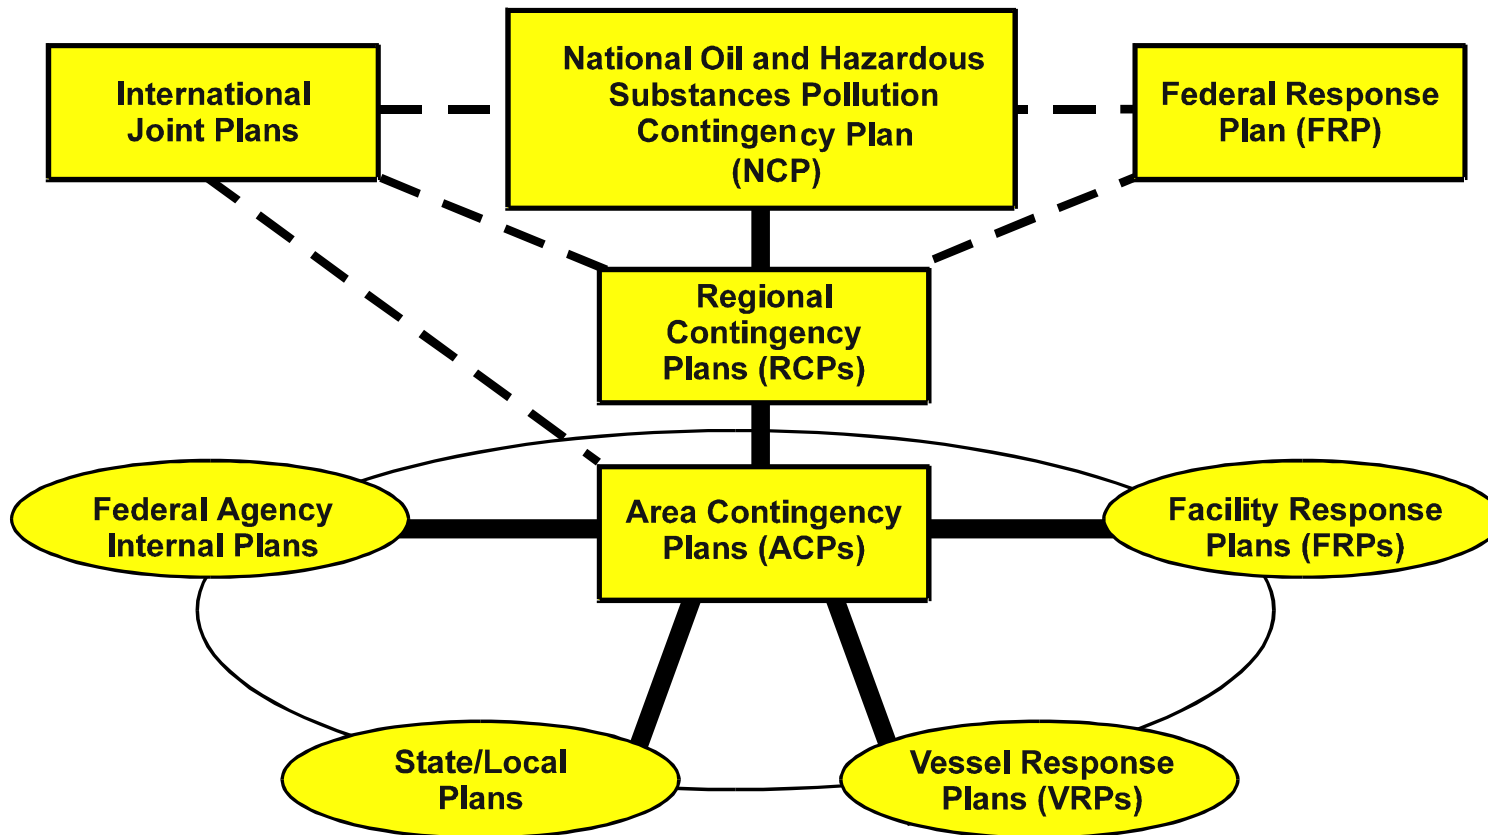 International
Joint Plans
National Oil and Hazardous
Substances Pollution
Contingency Plan
(NCP)
Federal Response
Plan (FRP)
Regional
Contingency
Plans (RCPs)
Federal Agency
Internal Plans
Area Contingency
Plans (ACPs)
Facility Response
Plans (FRPs)
State/Local
Plans
Vessel Response
Plans (VRPs)